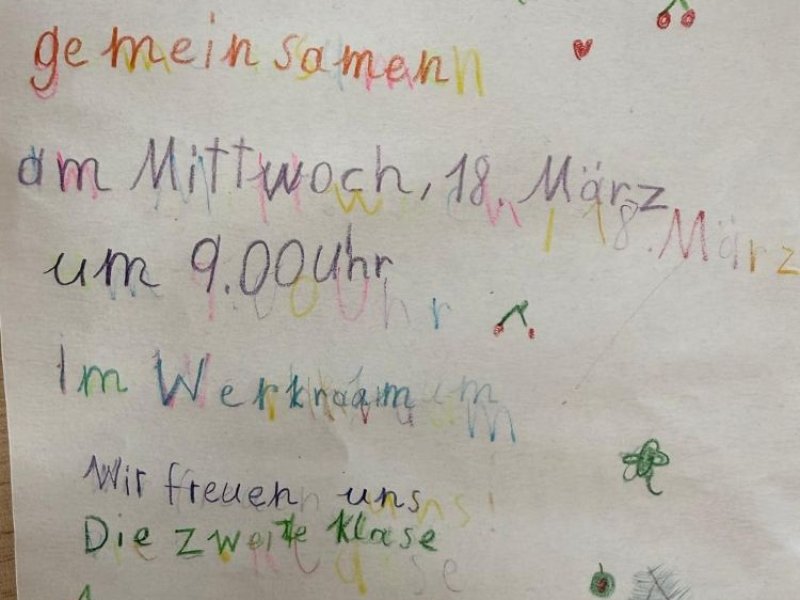 gemeinsamen
am Mittwoch, 18. März
um 9.00 Uhr
Im Werkraum
Wir freuen uns
Die zweite Klase